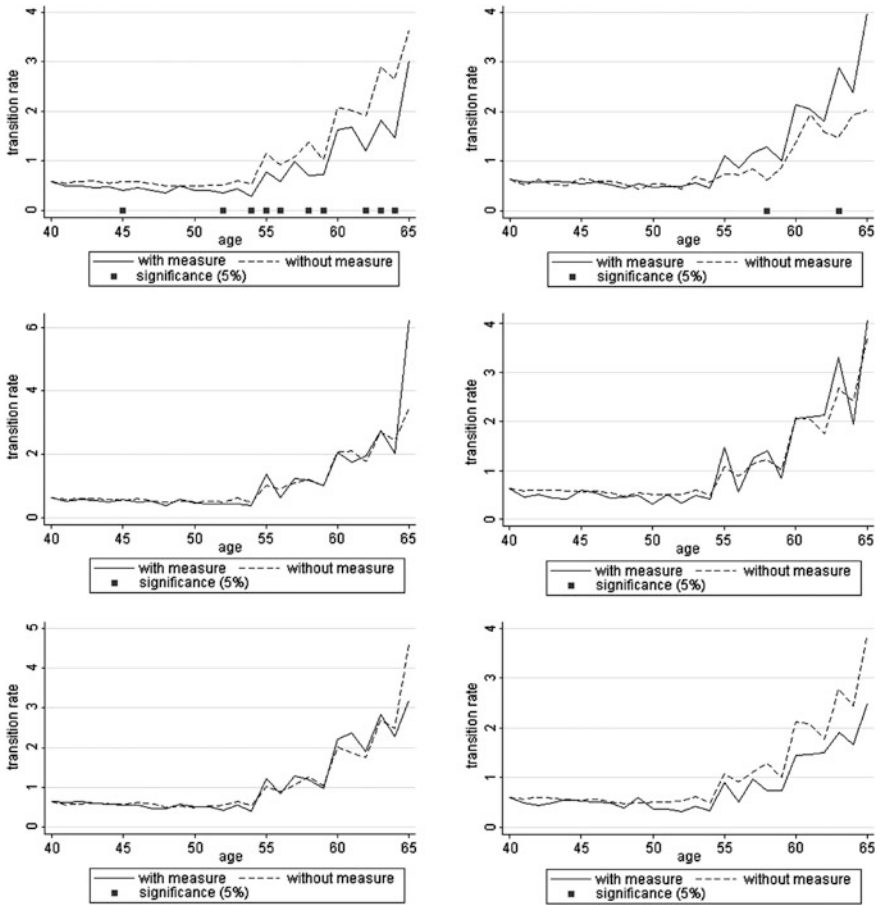 transition rate
4
3
2
1
0
40 45 50 55 60 65
age
with measure without measure
significance (5%)
transition rate
4
3
2
1
0
40 45 50 55 60 65
age
with measure without measure
significance (5%)
transition rate
6
4
2
0
40 45 50 55 60 65
age
with measure without measure
significance (5%)
transition rate
4
3
2
1
0
40 45 50 55 60 65
age
with measure without measure
significance (5%)
transition rate
5
4
3
2
1
0
40 45 50 55 60 65
age
with measure without measure
significance (5%)
transition rate
4
3
2
1
0
40 45 50 55 60 65
age
with measure without measure
significance (5%)